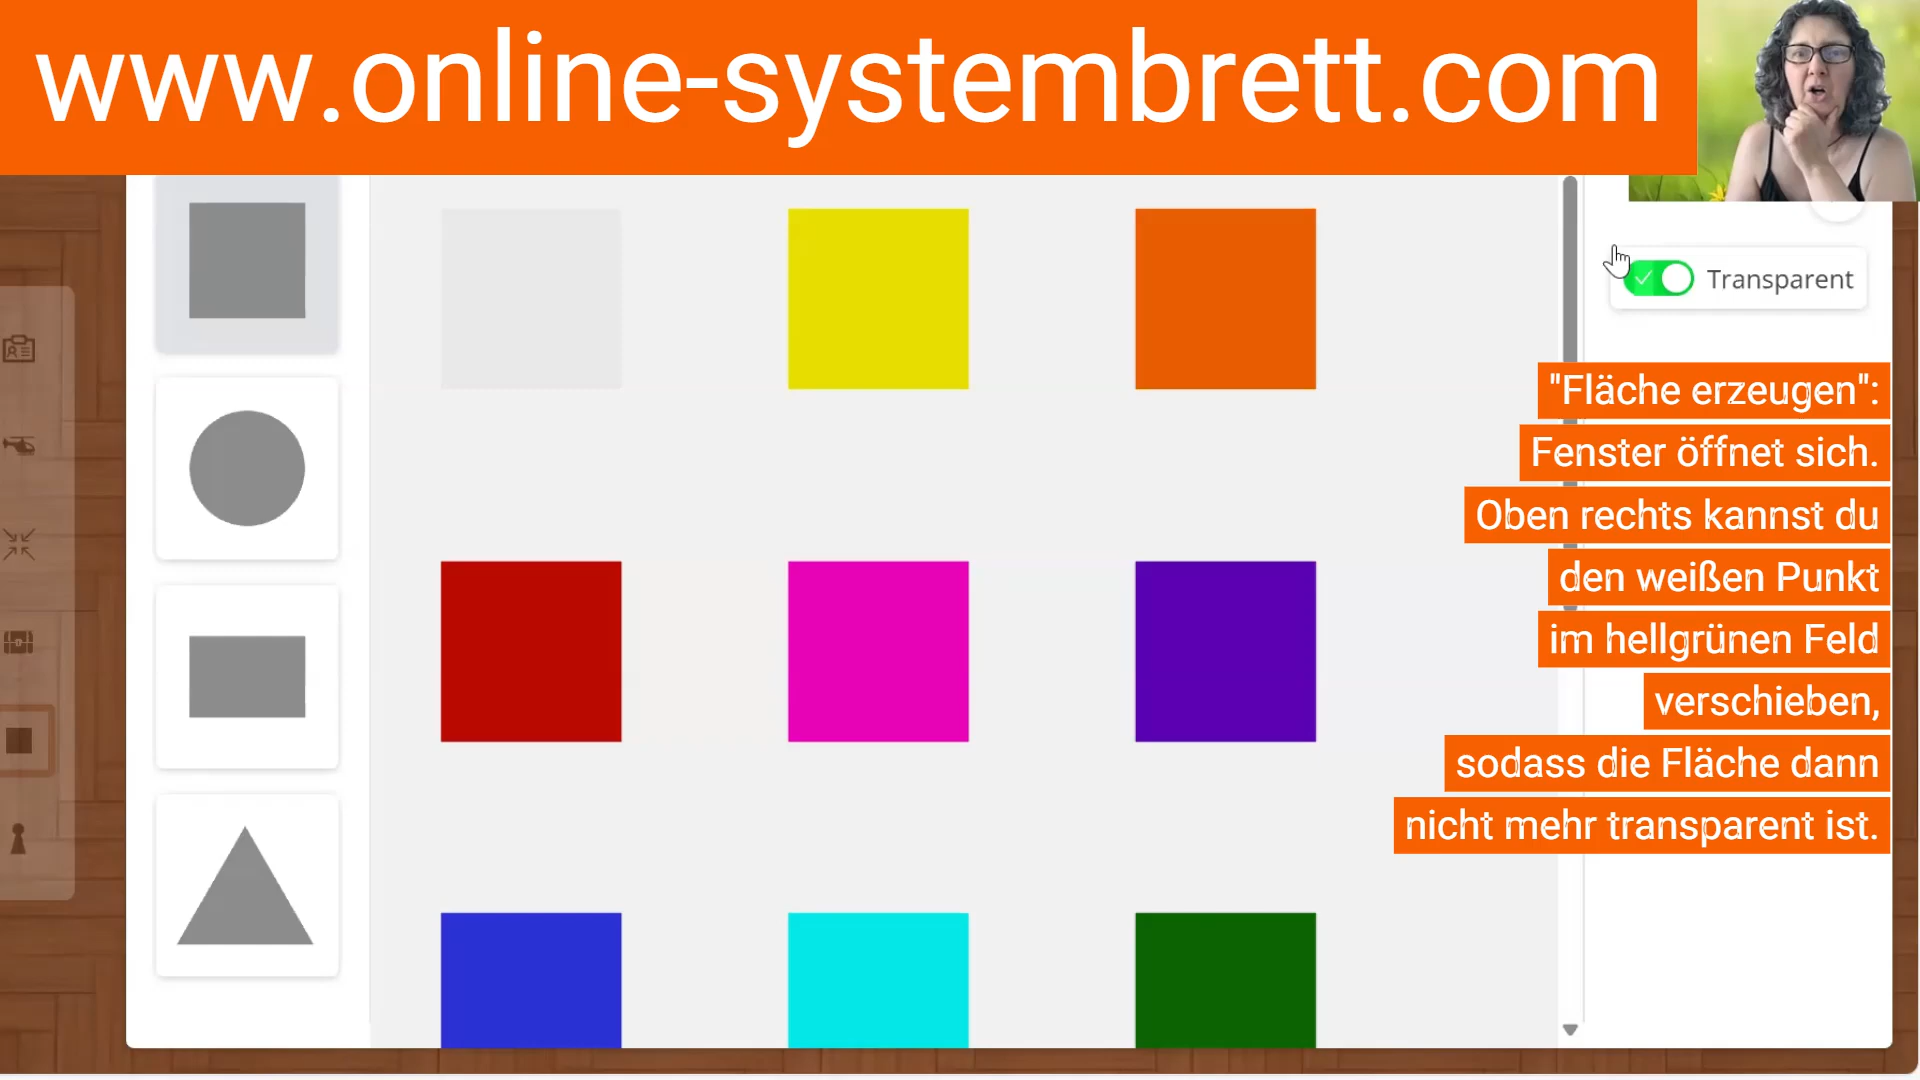 www.online-systembrett.com
Transparent
"Fläche erzeugen":
Fenster öffnet sich.
Oben rechts kannst du
den weißen Punkt
im hellgrünen Feld
verschieben,
sodass die Fläche dann
nicht mehr transparent ist.